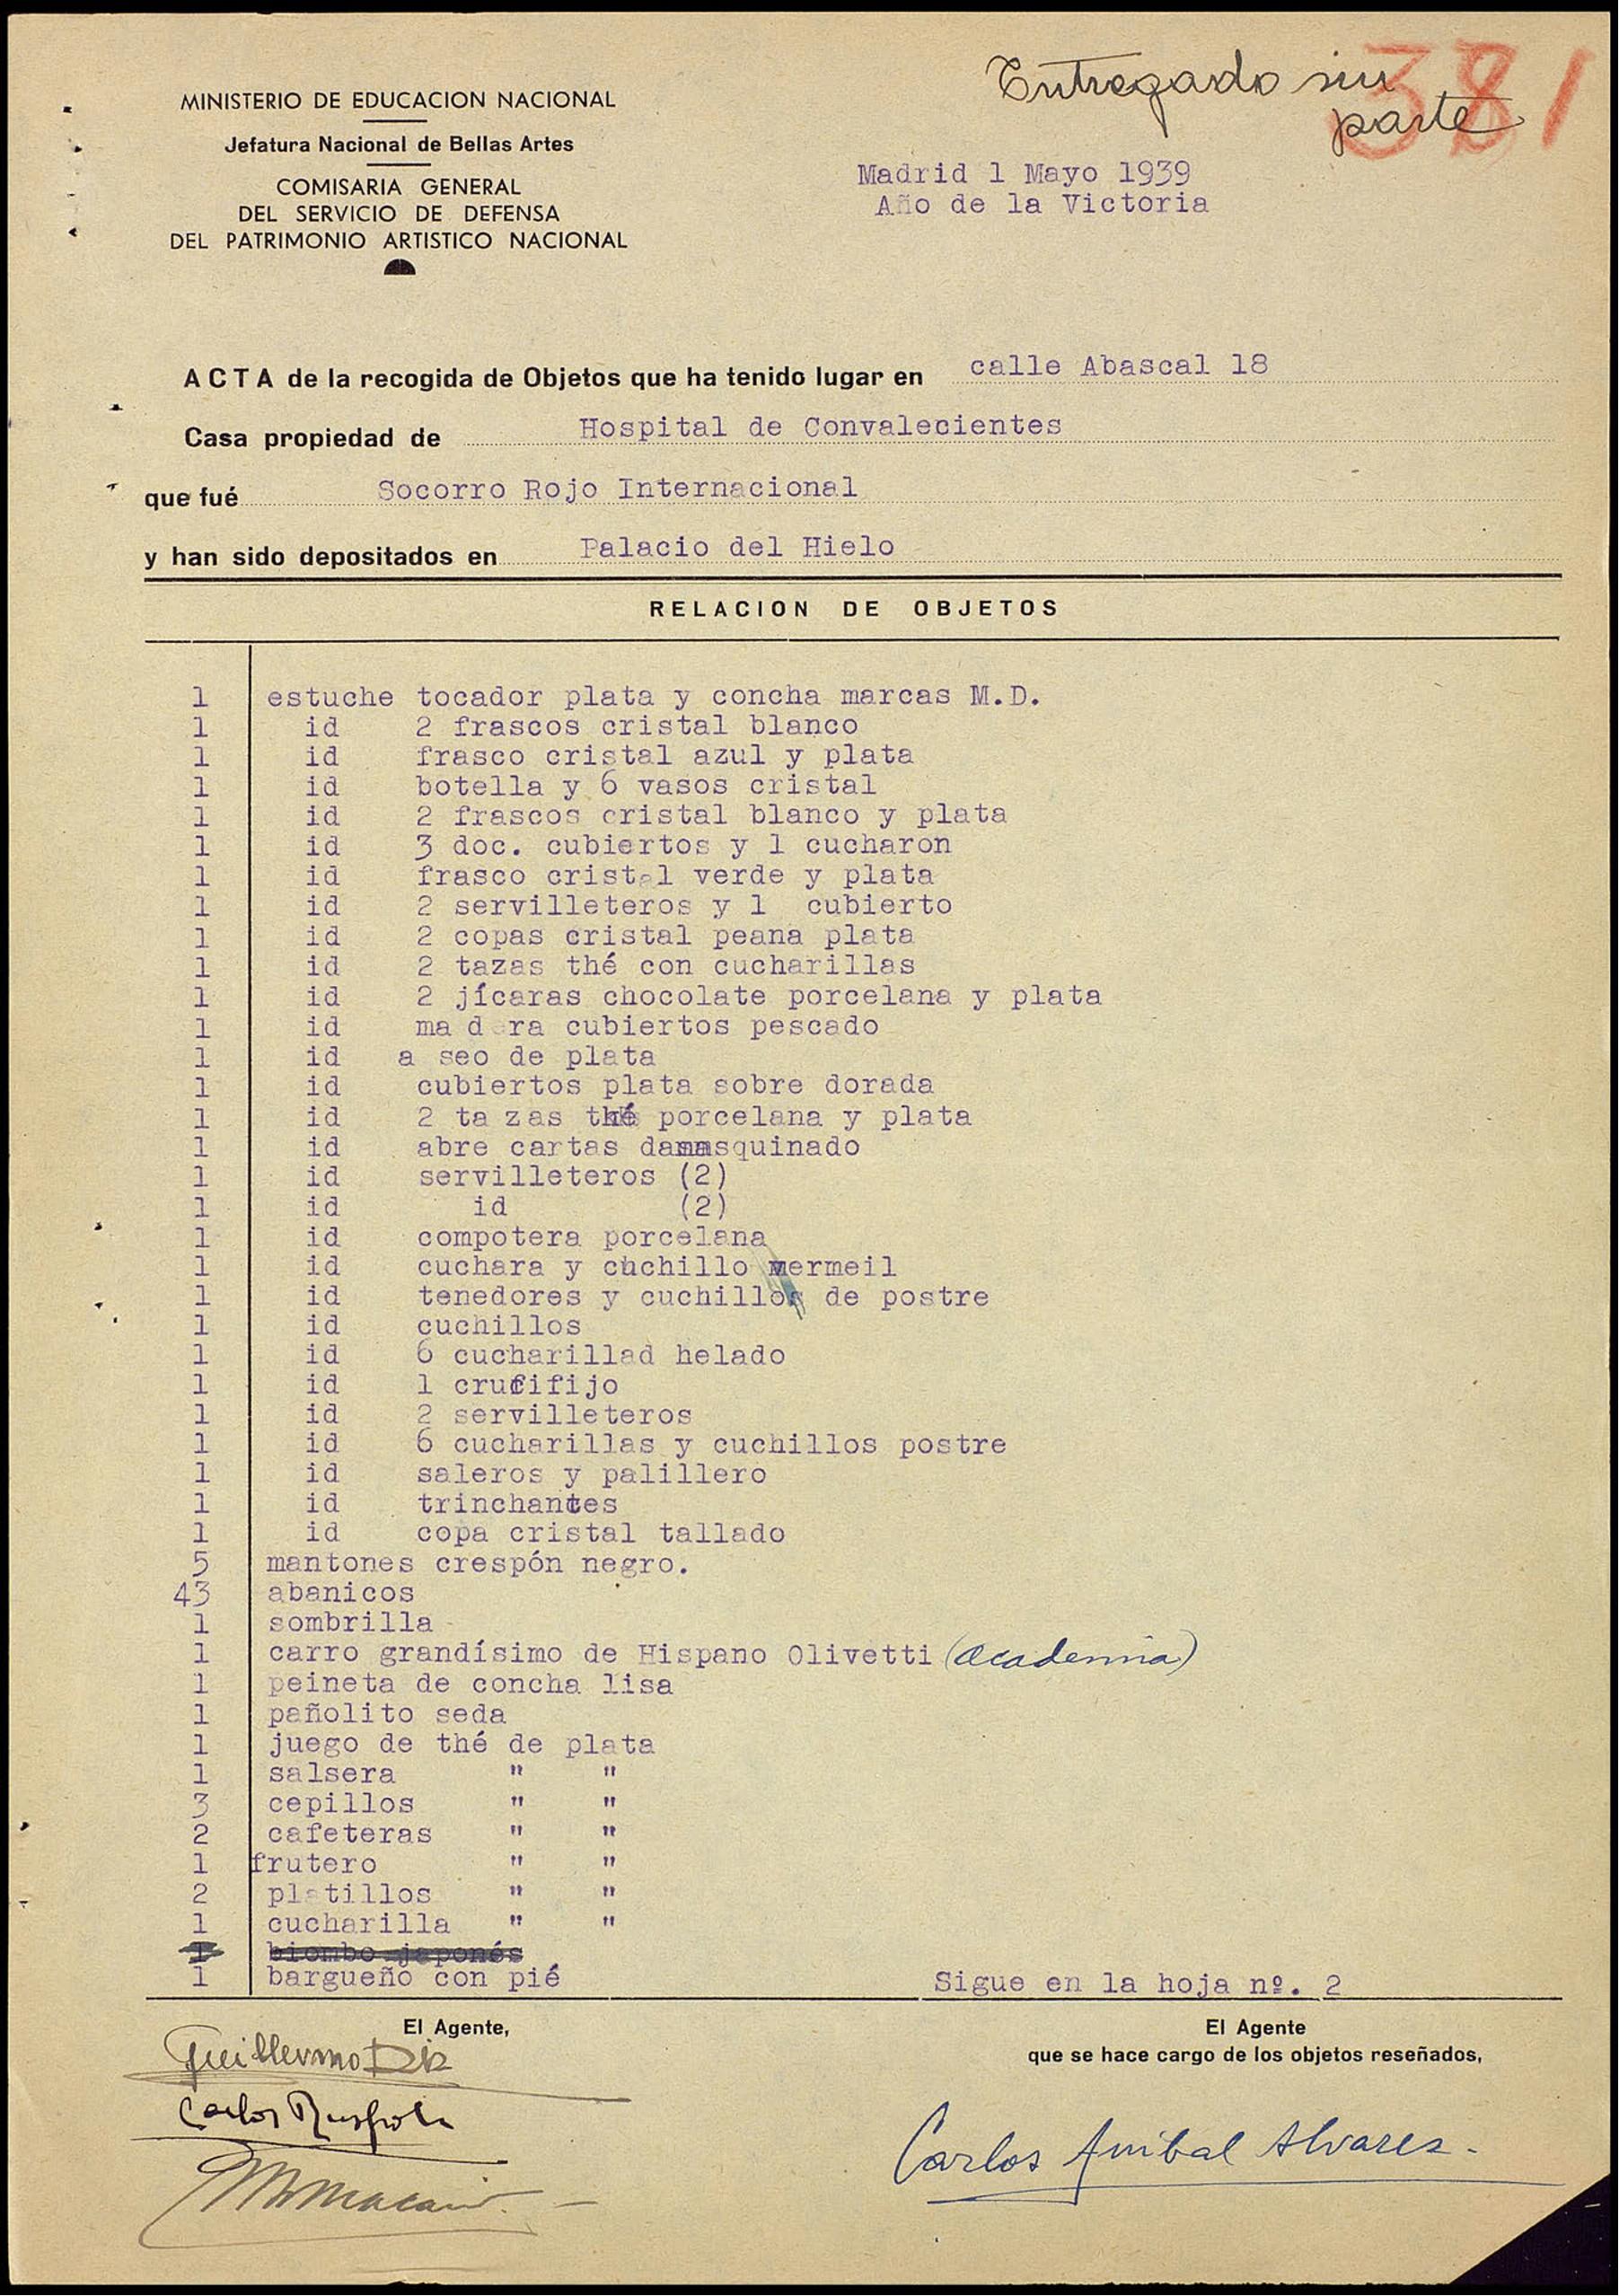 Entregado sin
parte
381
MINISTERIO DE EDUCACION NACIONAL
Jefatura Nacional de Bellas Artes
COMISARIA GENERAL
DEL SERVICIO DE DEFENSA
DEL PATRIMONIO ARTISTICO NACIONAL
Madrid 1 Mayo 1939
Año de la Victoria
ACTA de la recogida de Objetos que ha tenido lugar en calle Abascal 18
Casa propiedad de Hospital de Convalecientes
que fué Socorro Rojo Internacional
y han sido depositados en Palacio del Hielo
RELACION DE OBJETOS
1 estuche tocador plata y concha marcas M.D.
1 id 2 frascos cristal blanco
1 id frasco cristal azul y plata
1 id botella y 6 vasos cristal
1 id 2 frascos cristal blanco y plata
1 id 3 doc. cubiertos y 1 cucharon
1 id frasco cristal verde y plata
1 id 2 servilleteros y 1 cubierto
1 id 2 copas cristal peana plata
1 id 2 tazas thé con cucharillas
1 id 2 jícaras chocolate porcelana y plata
1 id ma dera cubiertos pescado
1 id a seo de plata
1 id cubiertos plata sobre dorada
1 id 2 ta zas thé porcelana y plata
1 id abre cartas damasquinado
1 id servilleteros (2)
1 id id (2)
1 id compotera porcelana
1 id cuchara y cuchillo vermeil
1 id tenedores y cuchillos de postre
1 id cuchillos
1 id 6 cucharillad helado
1 id 1 crucifijo
1 id 2 servilleteros
1 id 6 cucharillas y cuchillos postre
1 id saleros y palillero
1 id trinchantes
1 id copa cristal tallado
5 mantones crespón negro.
43 abanicos
1 sombrilla
1 carro grandísimo de Hispano Olivetti (academia)
1 peineta de concha lisa
1 pañolito seda
1 juego de thé de plata
1 salsera " "
3 cepillos " "
2 cafeteras " "
1 frutero " "
2 platillos " "
1 cucharilla " "
1 biombo japonés
1 bargueño con pié
Sigue en la hoja nº. 2
El Agente,
El Agente
que se hace cargo de los objetos reseñados,
Guillermo
Carlos
Carlos Anibal Alvarez.